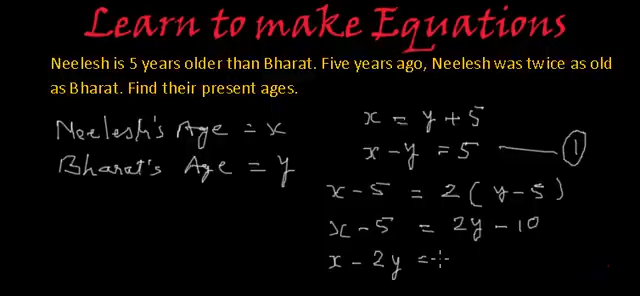 Learn to make Equations
Neelesh is 5 years older than Bharat. Five years ago, Neelesh was twice as old
as Bharat. Find their present ages.
Neelesh's Age = x
Bharat's Age = y
x = y + 5
x - y = 5 —— ①
x - 5 = 2 ( y - 5 )
x - 5 = 2y - 10
x - 2y =